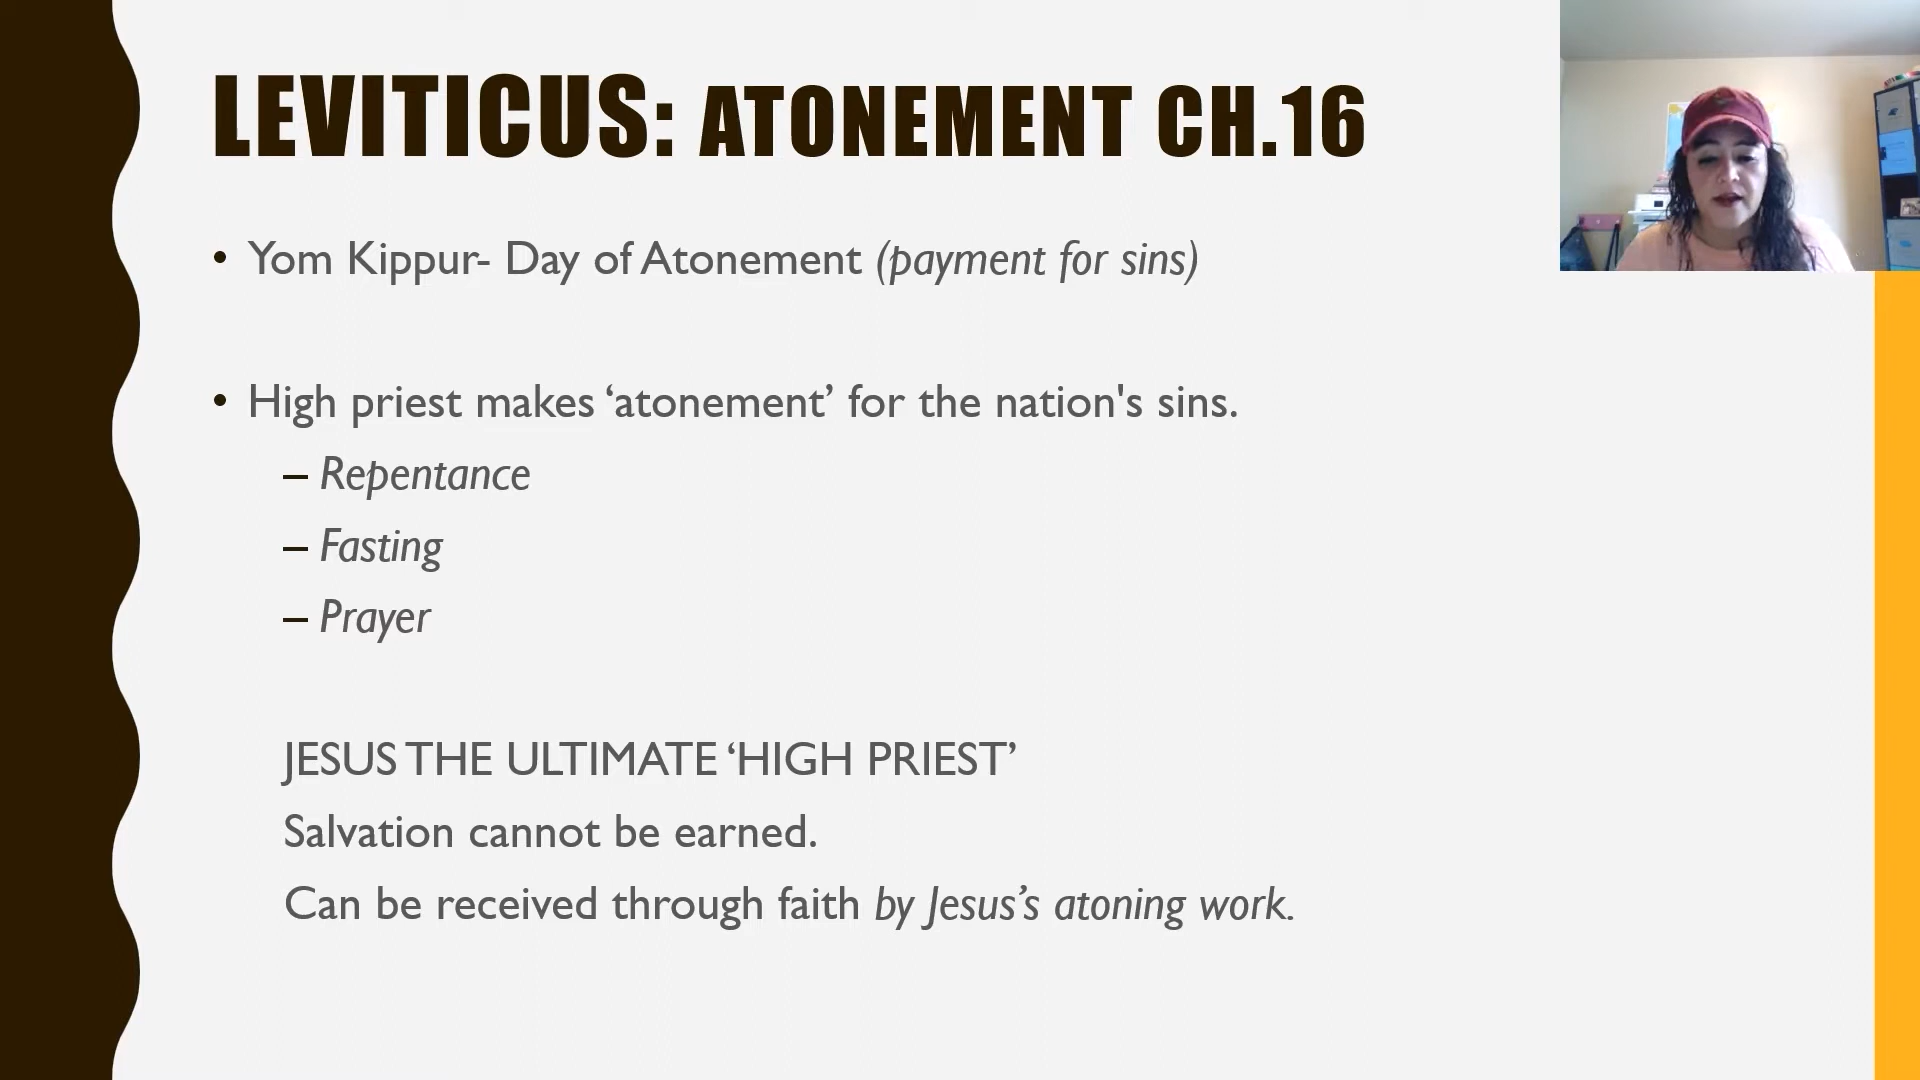 LEVITICUS: ATONEMENT CH.16
• Yom Kippur- Day of Atonement (payment for sins)
• High priest makes ‘atonement’ for the nation's sins.
– Repentance
– Fasting
– Prayer
JESUS THE ULTIMATE ‘HIGH PRIEST’
Salvation cannot be earned.
Can be received through faith by Jesus’s atoning work.